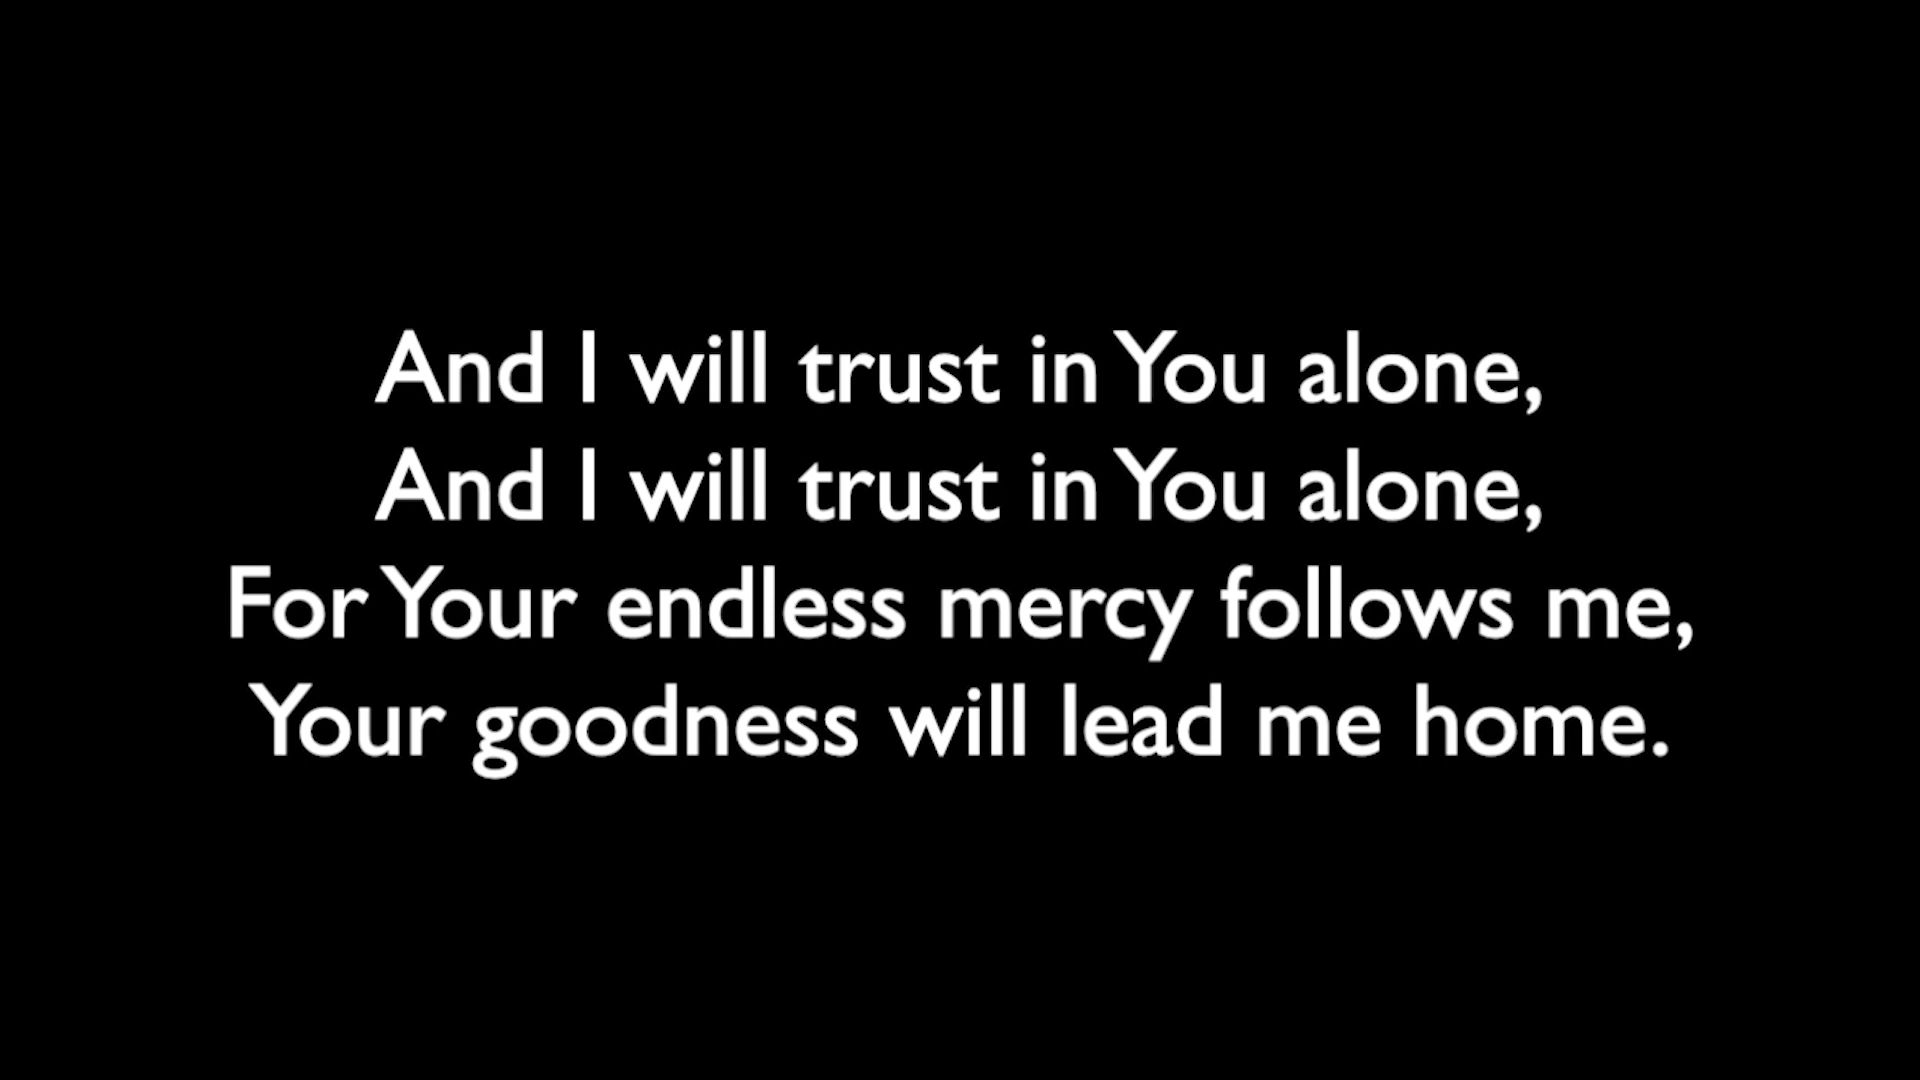 And I will trust in You alone,
And I will trust in You alone,
For Your endless mercy follows me,
Your goodness will lead me home.